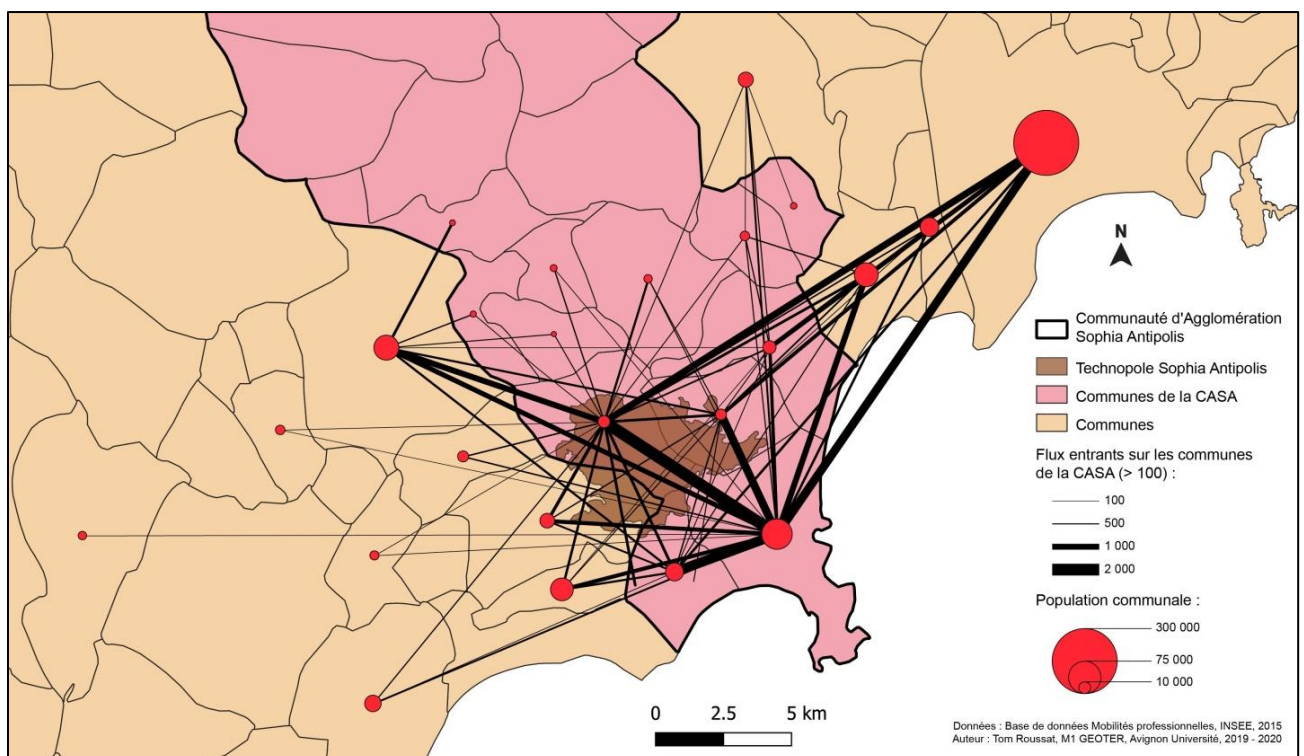 N
Communauté d'Agglomération
Sophia Antipolis
Technopole Sophia Antipolis
Communes de la CASA
Communes
Flux entrants sur les communes
de la CASA (> 100) :
100
500
1 000
2 000
Population communale :
300 000
75 000
10 000
0 2.5 5 km
Données : Base de données Mobilités professionnelles, INSEE, 2015
Auteur : Tom Roussat, M1 GEOTER, Avignon Université, 2019 - 2020